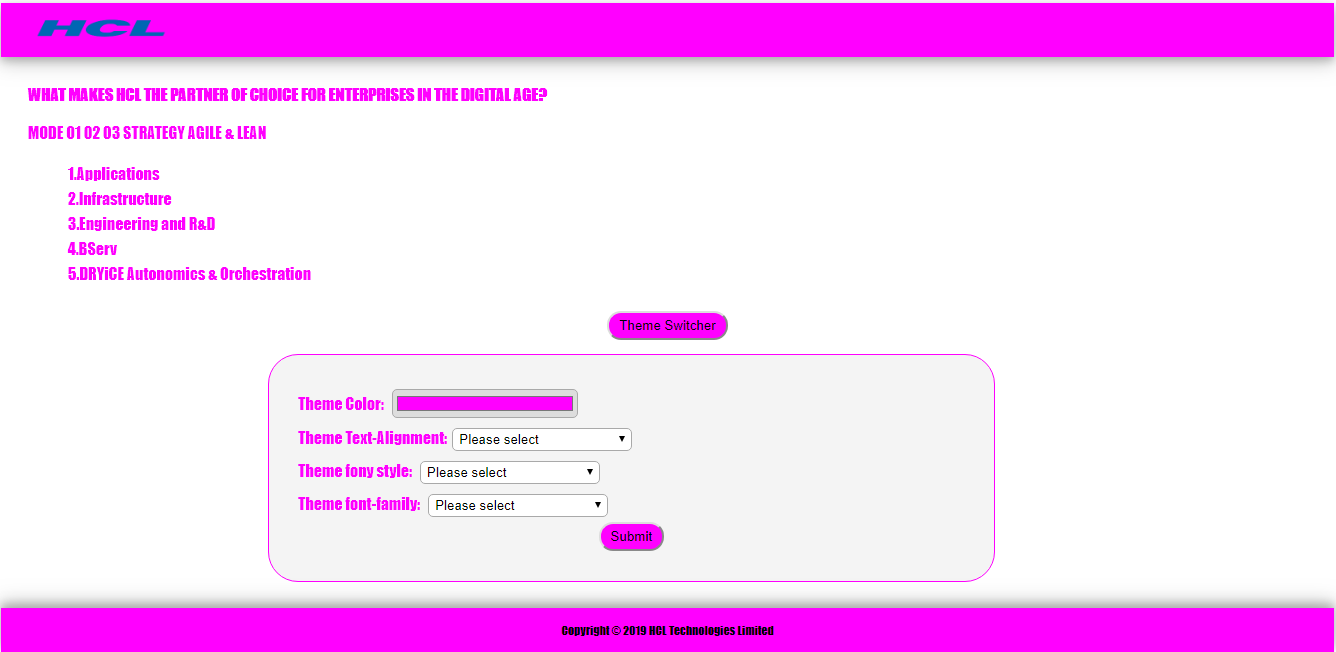 HCL
WHAT MAKES HCL THE PARTNER OF CHOICE FOR ENTERPRISES IN THE DIGITAL AGE?
MODE 01 02 03 STRATEGY AGILE & LEAN
1.Applications
2.Infrastructure
3.Engineering and R&D
4.BServ
5.DRYiCE Autonomics & Orchestration
Theme Switcher
Theme Color:
Theme Text-Alignment: Please select
Theme fony style: Please select
Theme font-family: Please select
Submit
Copyright © 2019 HCL Technologies Limited